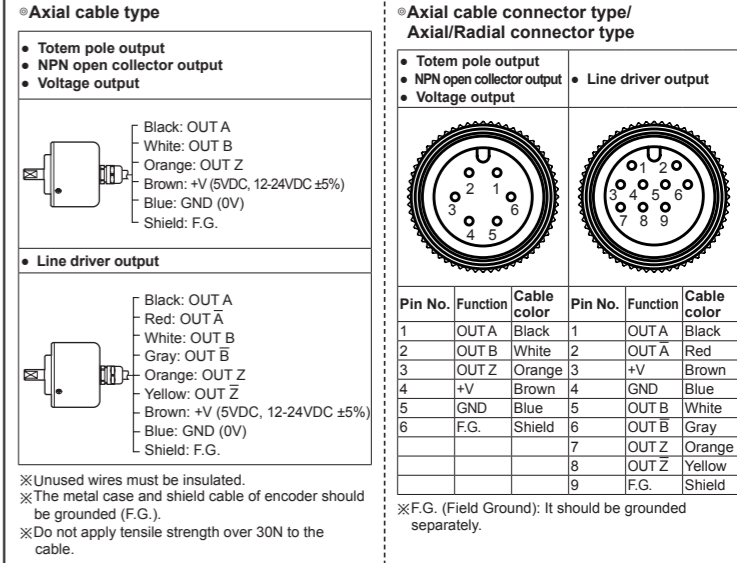 ◎Axial cable type
● Totem pole output
● NPN open collector output
● Voltage output
Black: OUT A
White: OUT B
Orange: OUT Z
Brown: +V (5VDC, 12-24VDC ±5%)
Blue: GND (0V)
Shield: F.G.
● Line driver output
Black: OUT A
Red: OUT A̅
White: OUT B
Gray: OUT B̅
Orange: OUT Z
Yellow: OUT Z̅
Brown: +V (5VDC, 12-24VDC ±5%)
Blue: GND (0V)
Shield: F.G.
※Unused wires must be insulated.
※The metal case and shield cable of encoder should
be grounded (F.G.).
※Do not apply tensile strength over 30N to the
cable.
◎Axial cable connector type/
Axial/Radial connector type
● Totem pole output
● NPN open collector output
● Voltage output
● Line driver output
2 1
3 6
4 5
1 2
3 4 5 6
7 8 9
Pin No. Function Cable color Pin No. Function Cable color
1 OUT A Black 1 OUT A Black
2 OUT B White 2 OUT A̅ Red
3 OUT Z Orange 3 +V Brown
4 +V Brown 4 GND Blue
5 GND Blue 5 OUT B White
6 F.G. Shield 6 OUT B̅ Gray
7 OUT Z Orange
8 OUT Z̅ Yellow
9 F.G. Shield
※F.G. (Field Ground): It should be grounded
separately.